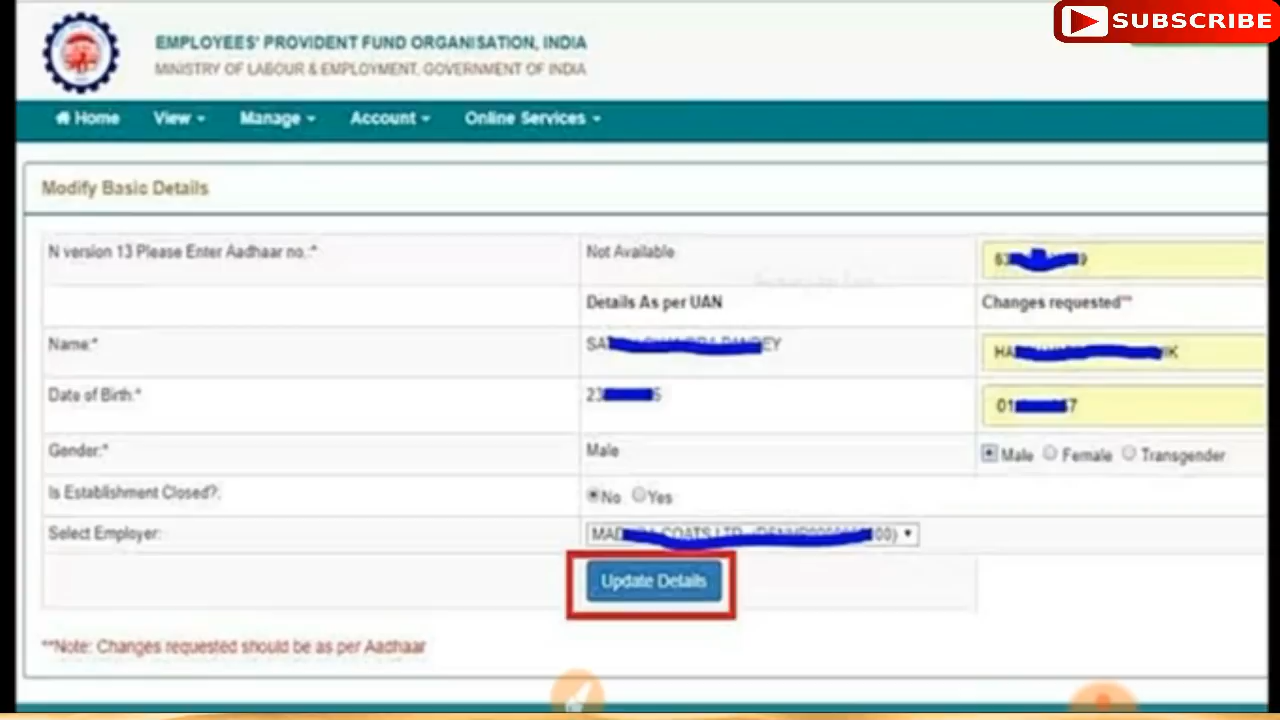 SUBSCRIBE
EMPLOYEES' PROVIDENT FUND ORGANISATION, INDIA
MINISTRY OF LABOUR & EMPLOYMENT, GOVERNMENT OF INDIA
Home View Manage Account Online Services
Modify Basic Details
N version 13 Please Enter Aadhaar no.:* Not Available
Details As per UAN Changes requested**
Name:*
Date of Birth:*
Gender:* Male Male Female Transgender
Is Establishment Closed?: No Yes
Select Employer:
Update Details
**Note: Changes requested should be as per Aadhaar